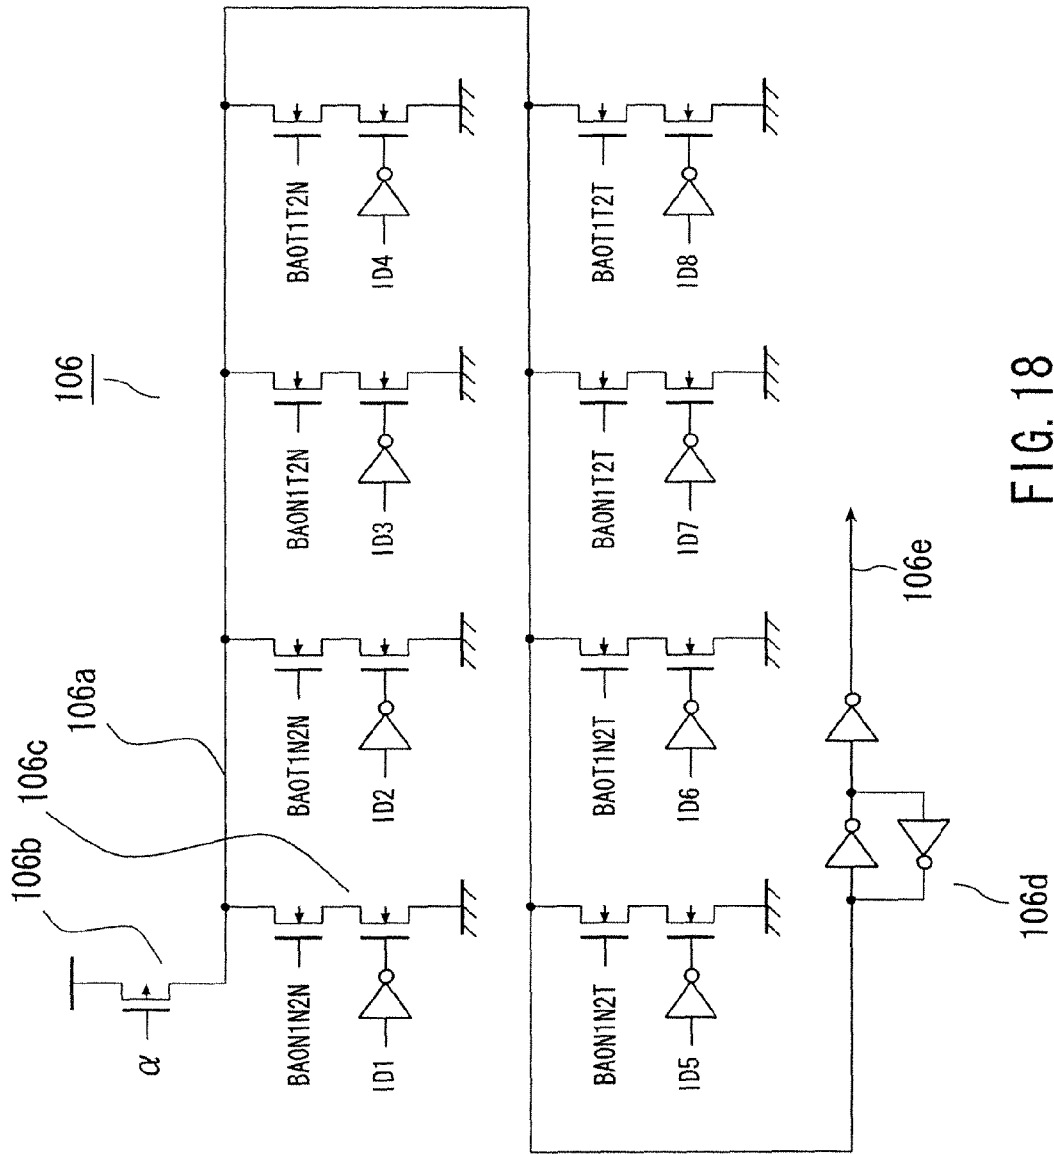 106
106a
106b
106c
α
BA0N1N2N
ID1
BA0T1N2N
ID2
BA0N1T2N
ID3
BA0T1T2N
ID4
BA0N1N2T
ID5
BA0T1N2T
ID6
BA0N1T2T
ID7
BA0T1T2T
ID8
106d
106e
FIG. 18